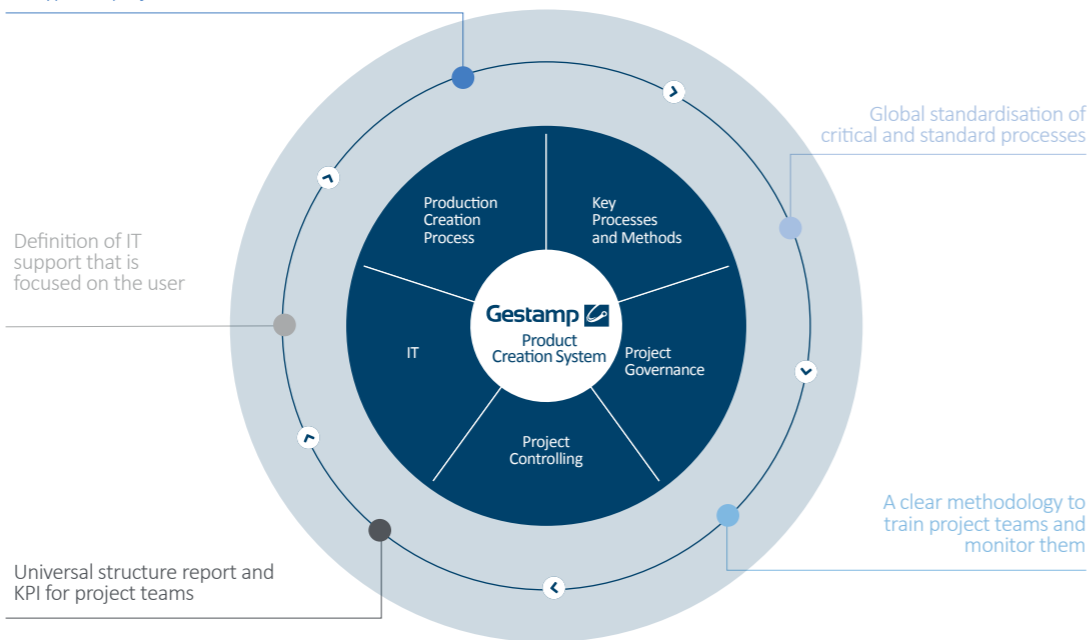 Global standardisation of
critical and standard processes
Production
Creation
Process
Key
Processes
and Methods
Definition of IT
support that is
focused on the user
Gestamp
Product
Creation System
IT
Project
Governance
Project
Controlling
A clear methodology to
train project teams and
monitor them
Universal structure report and
KPI for project teams